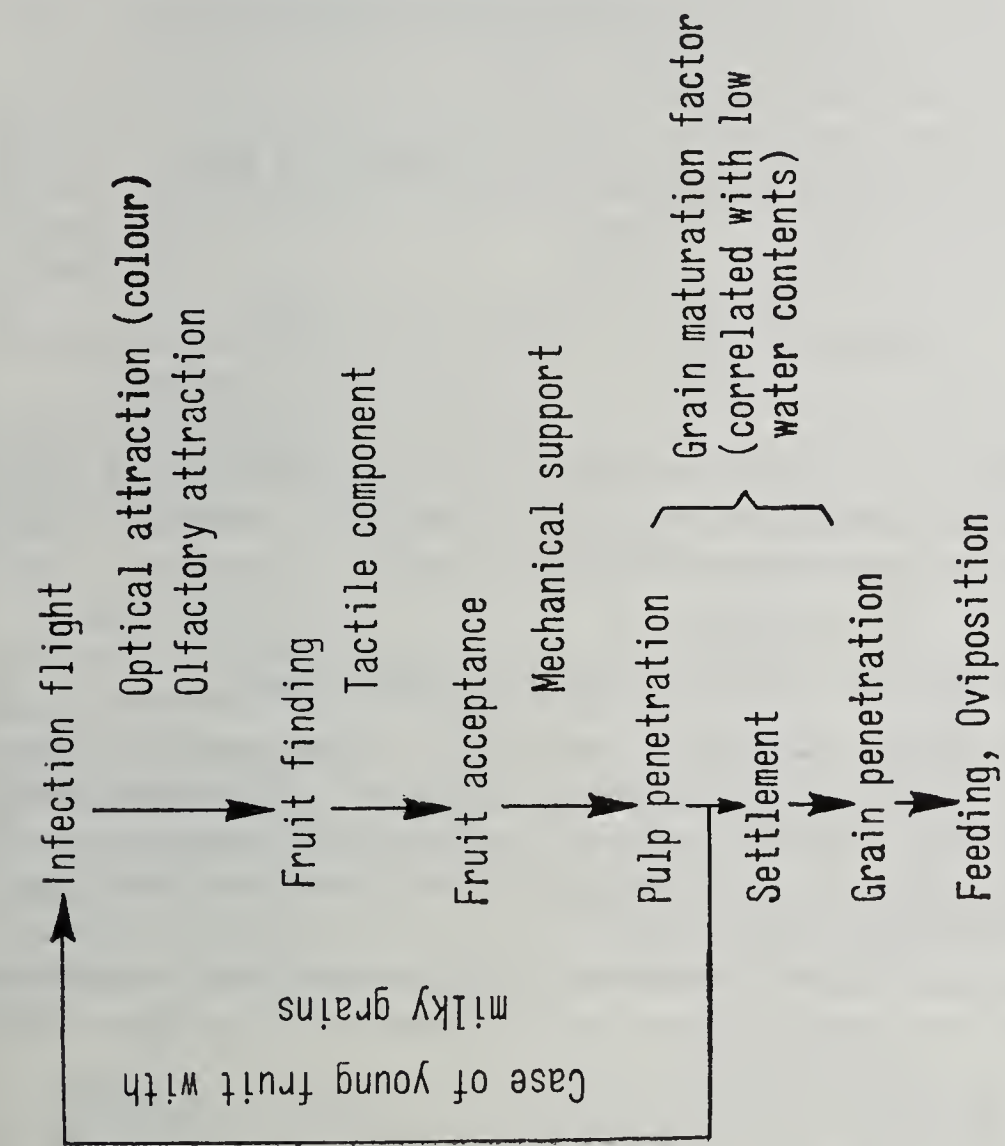 Infection flight
Optical attraction (colour)
Olfactory attraction
Fruit finding
Tactile component
Fruit acceptance
Mechanical support
Pulp penetration
Settlement
Grain penetration
Feeding, Oviposition
Grain maturation factor
(correlated with low
water contents)
Case of young fruit with
milky grains